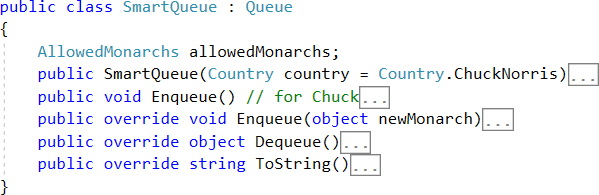 public class SmartQueue : Queue
{
AllowedMonarchs allowedMonarchs;
public SmartQueue(Country country = Country.ChuckNorris)...
public void Enqueue() // for Chuck...
public override void Enqueue(object newMonarch)...
public override object Dequeue()...
public override string ToString()...
}